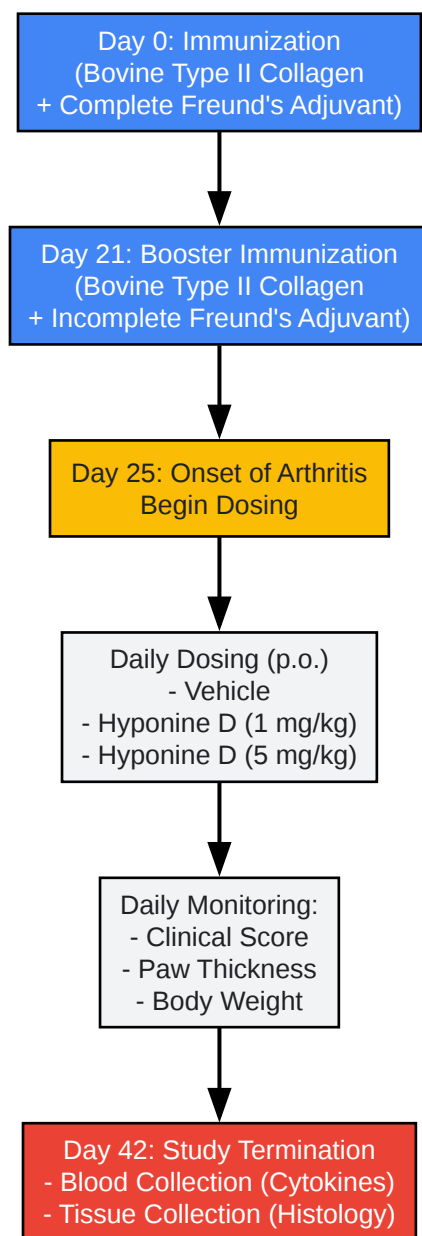 Day 0: Immunization
(Bovine Type II Collagen
+ Complete Freund's Adjuvant)
Day 21: Booster Immunization
(Bovine Type II Collagen
+ Incomplete Freund's Adjuvant)
Day 25: Onset of Arthritis
Begin Dosing
Daily Dosing (p.o.)
- Vehicle
- Hyponine D (1 mg/kg)
- Hyponine D (5 mg/kg)
Daily Monitoring:
- Clinical Score
- Paw Thickness
- Body Weight
Day 42: Study Termination
- Blood Collection (Cytokines)
- Tissue Collection (Histology)